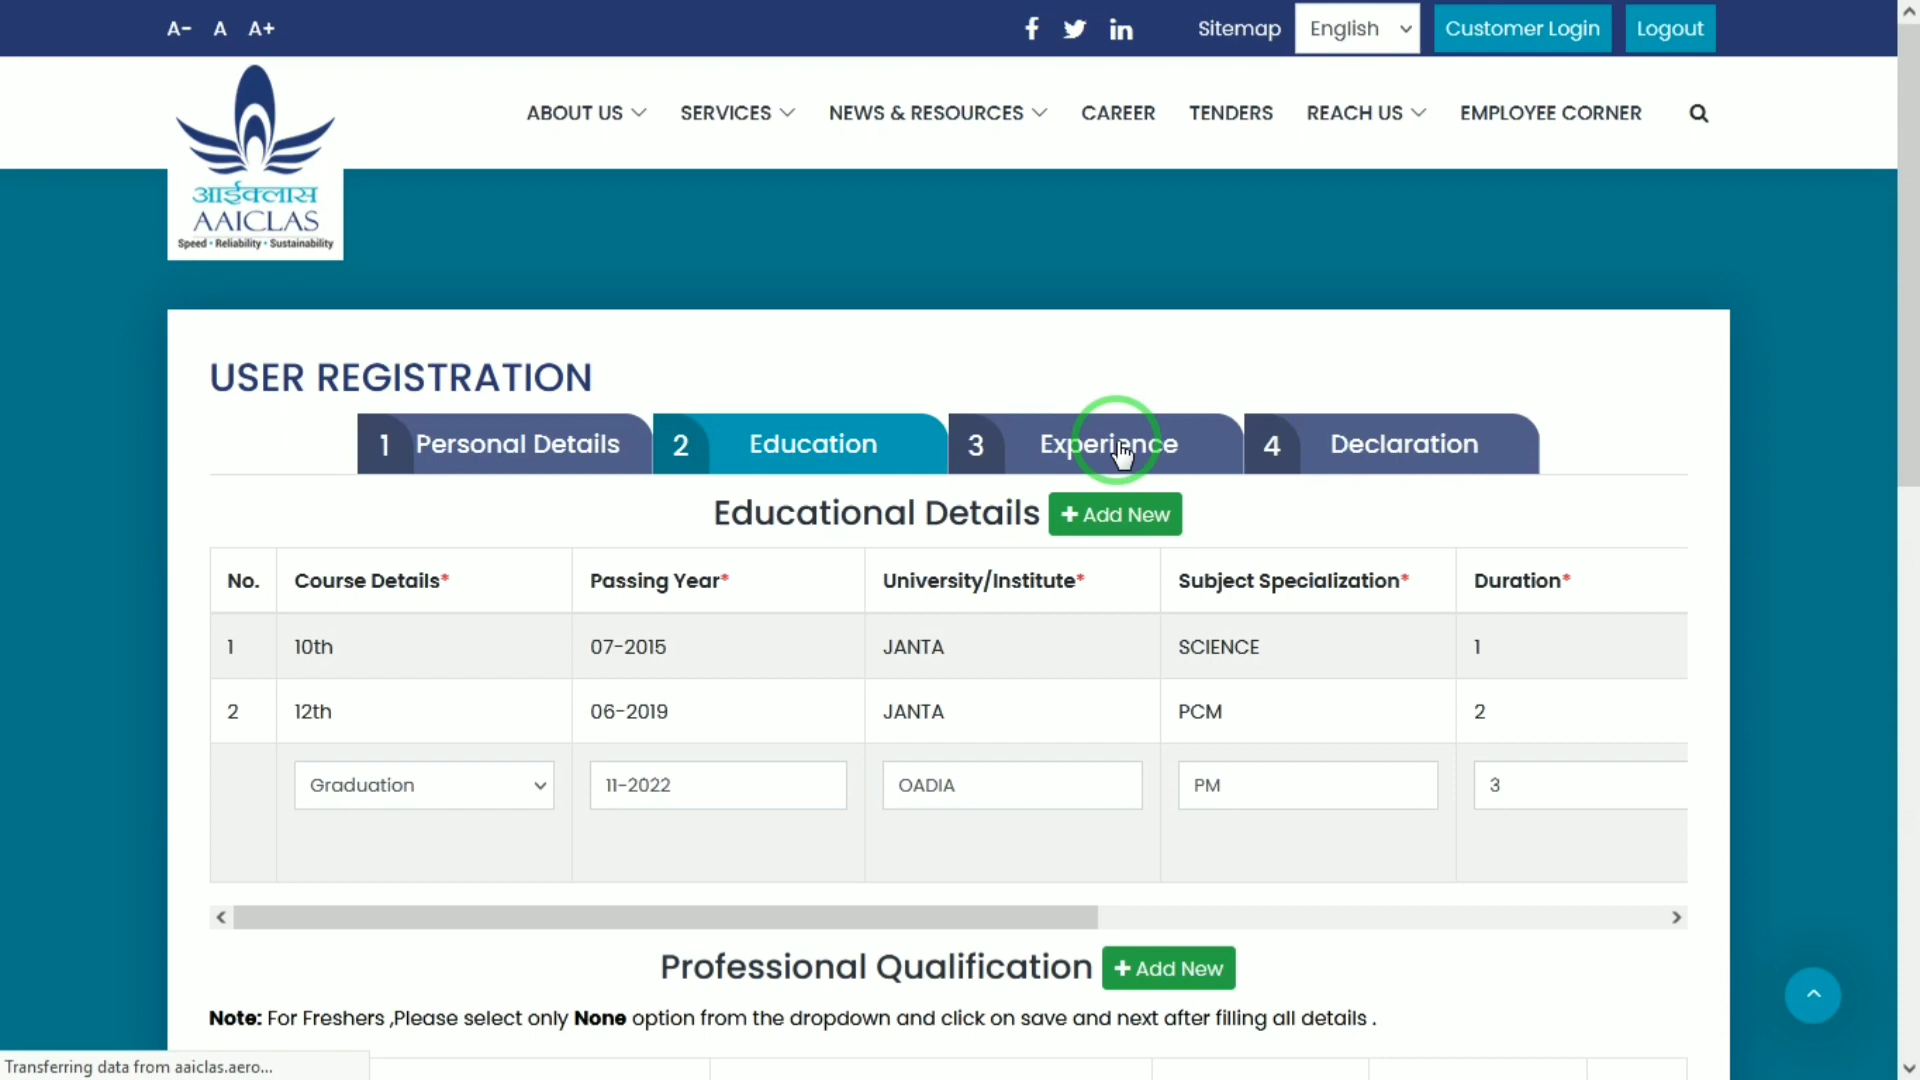 A- A A+
Sitemap English Customer Login Logout
ABOUT US SERVICES NEWS & RESOURCES CAREER TENDERS REACH US EMPLOYEE CORNER
आईक्लास
AAICLAS
Speed • Reliability • Sustainability
USER REGISTRATION
1 Personal Details 2 Education 3 Experience 4 Declaration
Educational Details + Add New
No. Course Details* Passing Year* University/Institute* Subject Specialization* Duration*
1 10th 07-2015 JANTA SCIENCE 1
2 12th 06-2019 JANTA PCM 2
Graduation 11-2022 OADIA PM 3
Professional Qualification + Add New
Note: For Freshers ,Please select only None option from the dropdown and click on save and next after filling all details .
Transferring data from aaiclas.aero...